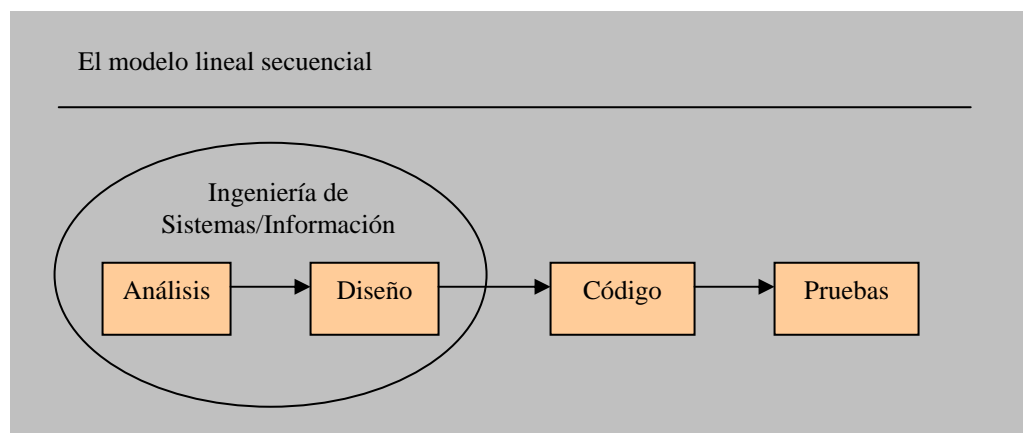 El modelo lineal secuencial
Ingeniería de
Sistemas/Información
Análisis
Diseño
Código
Pruebas